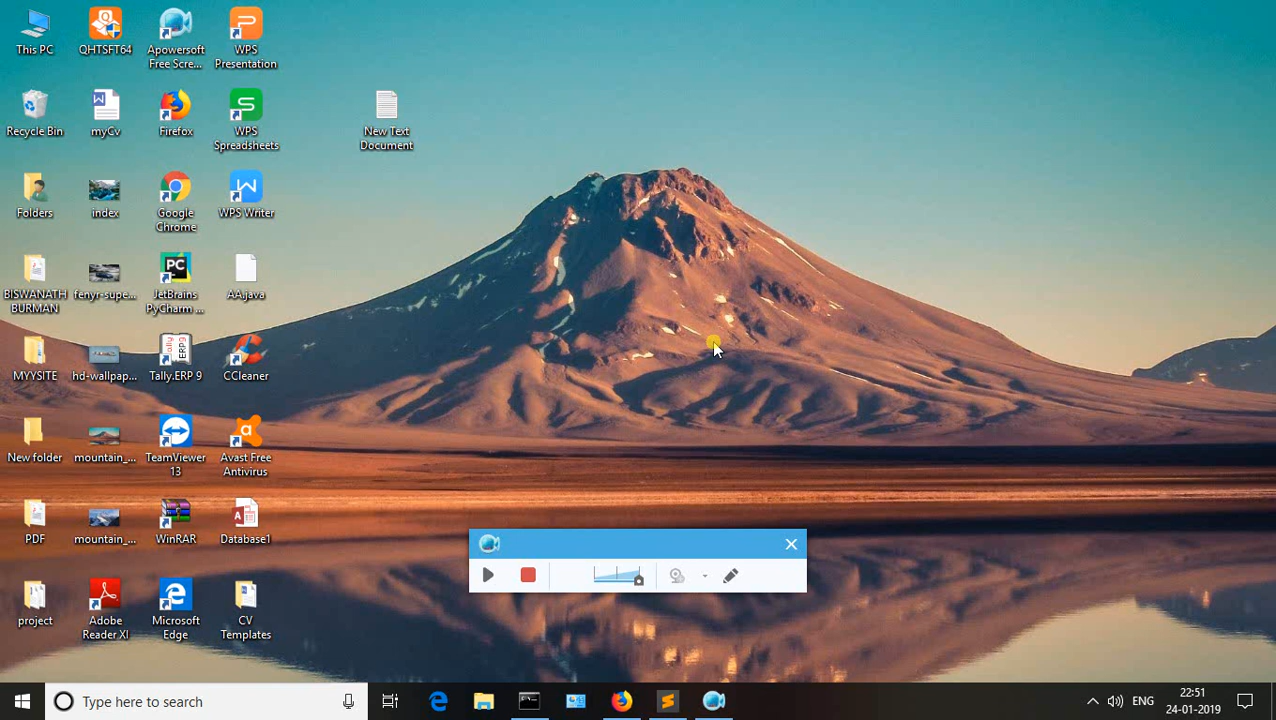 This PC
QHTSFT64
Apowersoft
Free Scre...
WPS
Presentation
Recycle Bin
myCv
Firefox
WPS
Spreadsheets
New Text
Document
Folders
index
Google
Chrome
WPS Writer
BISWANATH
BURMAN
fenyr-supe...
JetBrains
PyCharm ...
AA.java
MYYSITE
hd-wallpap...
Tally.ERP 9
CCleaner
New folder
mountain_...
TeamViewer
13
Avast Free
Antivirus
PDF
mountain_...
WinRAR
Database1
project
Adobe
Reader XI
Microsoft
Edge
CV
Templates
Type here to search
ENG
22:51
24-01-2019